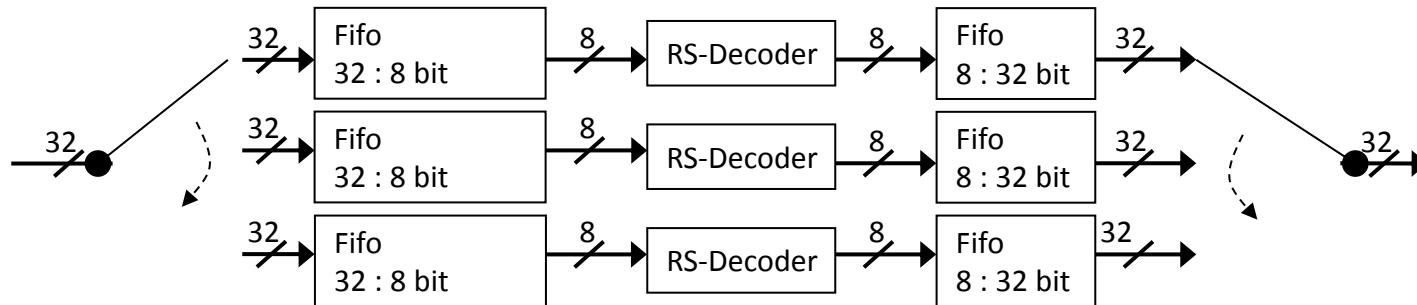 32 Fifo 8 RS-Decoder 8 Fifo 32
32 : 8 bit 8 : 32 bit
32 32 Fifo 8 RS-Decoder 8 Fifo 32 32
32 : 8 bit 8 : 32 bit
32 Fifo 8 RS-Decoder 8 Fifo 32
32 : 8 bit 8 : 32 bit